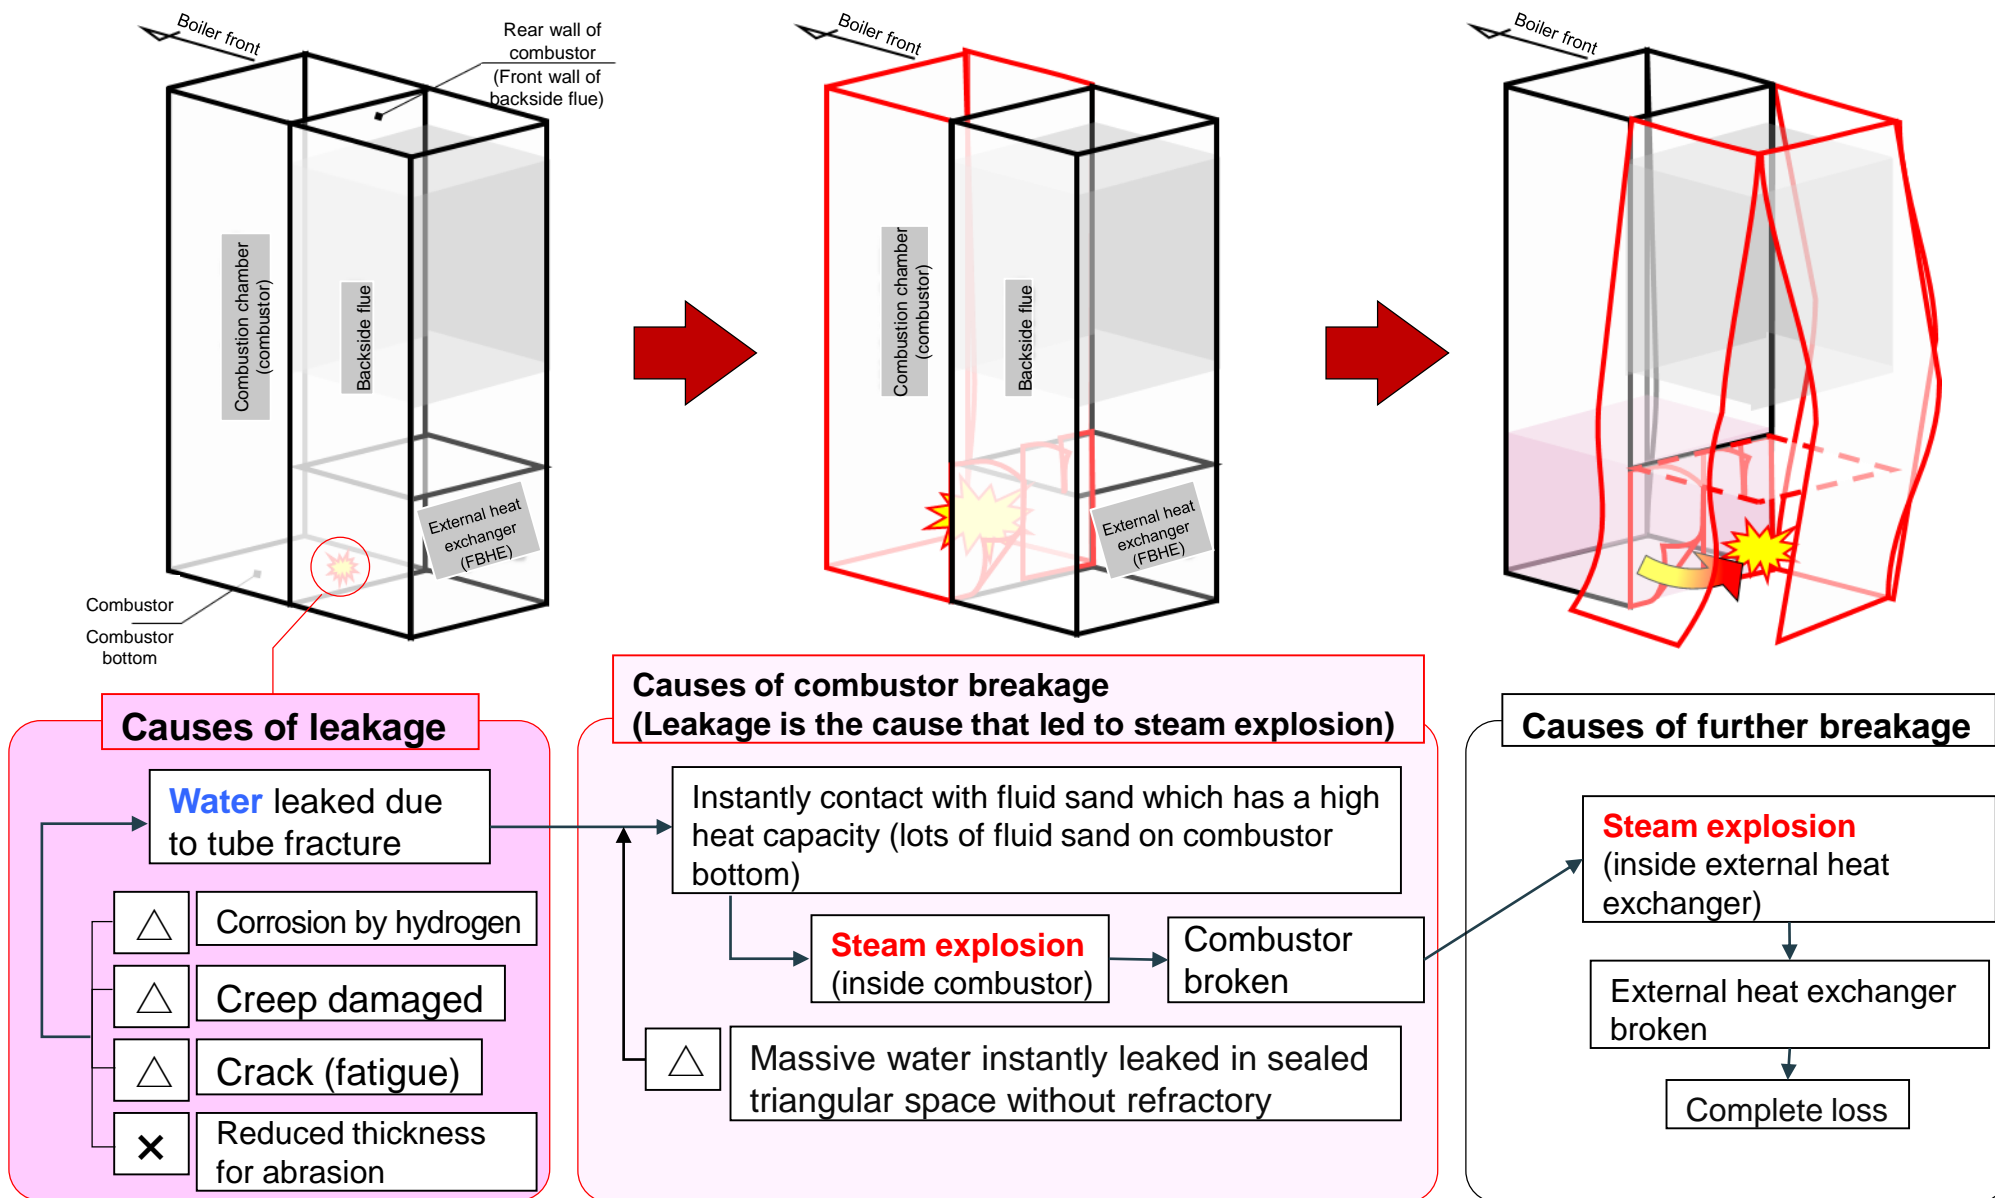 Boiler front
Rear wall of
combustor
(Front wall of
backside flue)
Combustion chamber
(combustor)
Backside flue
External heat
exchanger
(FBHE)
Combustor
Combustor
bottom
Boiler front
Combustion chamber
(combustor)
Backside flue
External heat
exchanger
(FBHE)
Boiler front
Causes of leakage
Water leaked due
to tube fracture
△ Corrosion by hydrogen
△ Creep damaged
△ Crack (fatigue)
× Reduced thickness
for abrasion
Causes of combustor breakage
(Leakage is the cause that led to steam explosion)
Instantly contact with fluid sand which has a high
heat capacity (lots of fluid sand on combustor
bottom)
Steam explosion
(inside combustor)
Combustor
broken
△ Massive water instantly leaked in sealed
triangular space without refractory
Causes of further breakage
Steam explosion
(inside external heat
exchanger)
External heat exchanger
broken
Complete loss